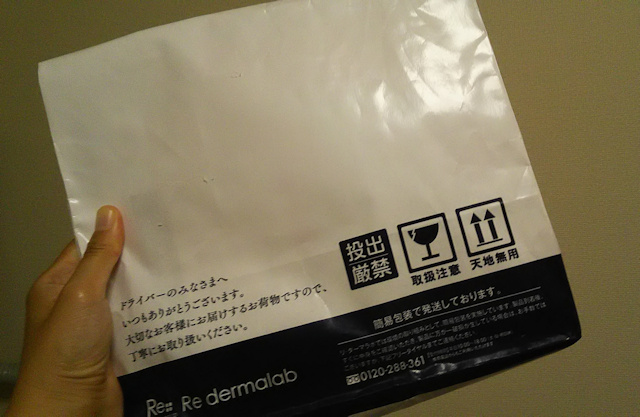 投出
厳禁
取扱注意
天地無用
ドライバーのみなさまへ
いつもありがとうございます。
大切なお客様にお届けするお荷物ですので、
丁寧にお取り扱いください。
簡易包装で発送しております。
0120-288-361
Re:: Re dermalab